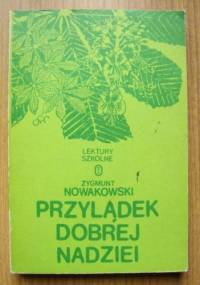 LEKTURY
SZKOLNE
ZYGMUNT
NOWAKOWSKI
PRZYLĄDEK
DOBREJ
NADZIEI